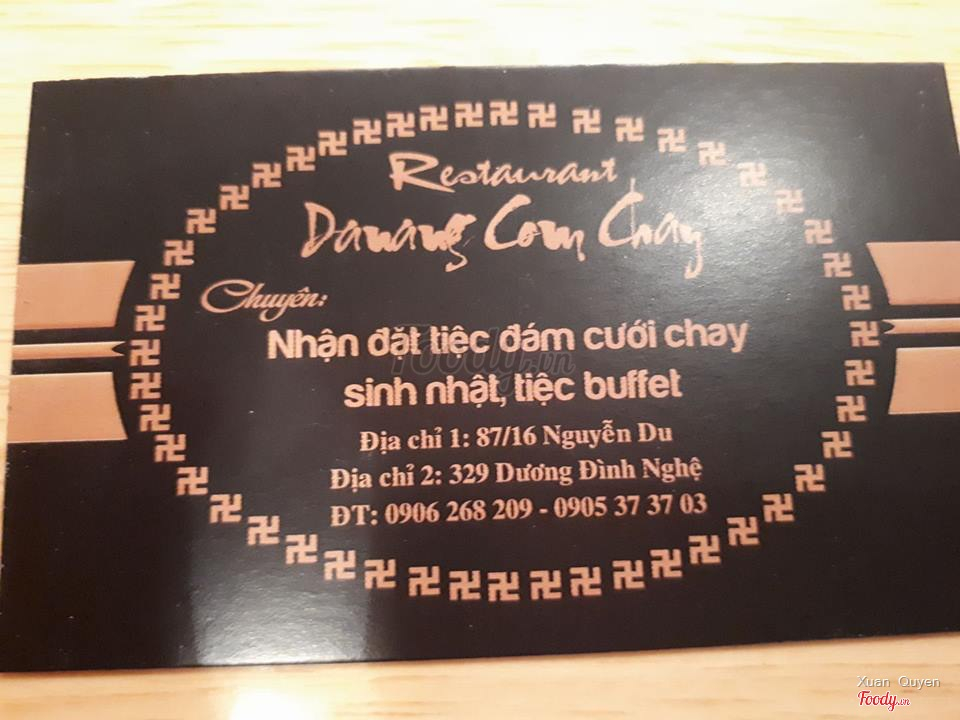 Restaurant
Danang Com Chay
Chuyên:
Nhận đặt tiệc đám cưới chay
sinh nhật, tiệc buffet
Địa chỉ 1: 87/16 Nguyễn Du
Địa chỉ 2: 329 Dương Đình Nghệ
ĐT: 0906 268 209 - 0905 37 37 03
Foody.vn
Xuan Quyen
Foody.vn